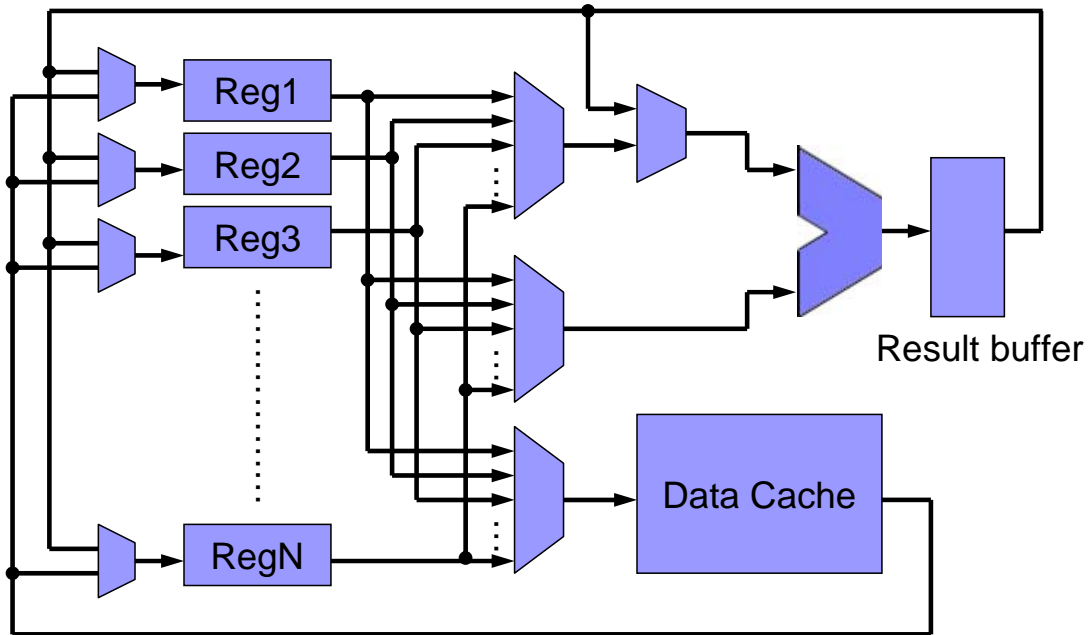 Reg1
Reg2
Reg3
Result buffer
Data Cache
RegN